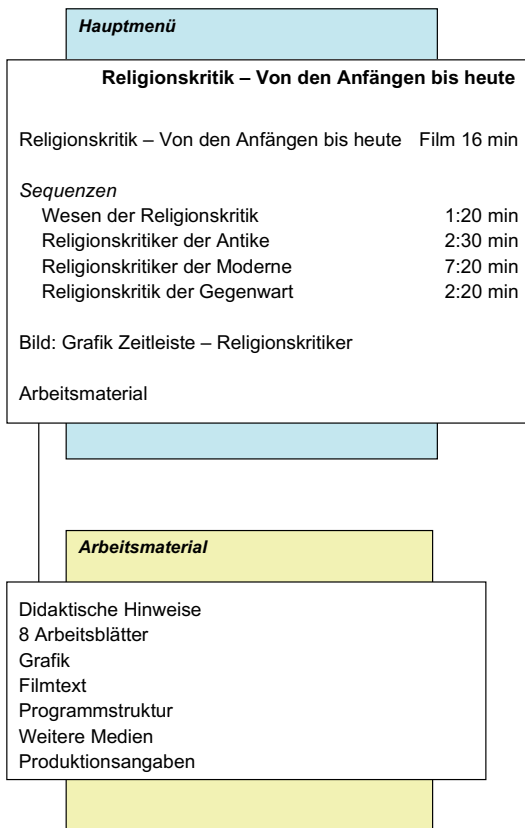 Hauptmenü
Religionskritik – Von den Anfängen bis heute
Religionskritik – Von den Anfängen bis heute Film 16 min
Sequenzen
Wesen der Religionskritik 1:20 min
Religionskritiker der Antike 2:30 min
Religionskritiker der Moderne 7:20 min
Religionskritik der Gegenwart 2:20 min
Bild: Grafik Zeitleiste – Religionskritiker
Arbeitsmaterial
Arbeitsmaterial
Didaktische Hinweise
8 Arbeitsblätter
Grafik
Filmtext
Programmstruktur
Weitere Medien
Produktionsangaben